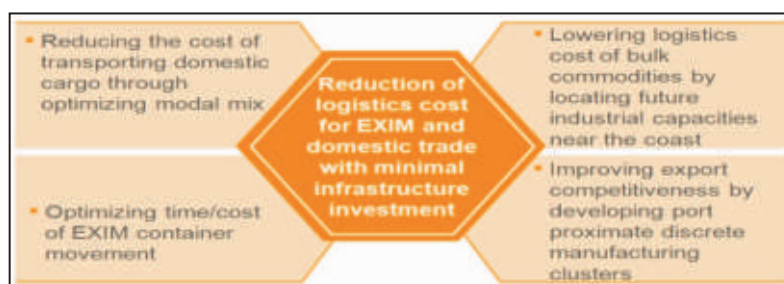 • Reducing the cost of
transporting domestic
cargo through
optimizing modal mix
• Optimizing time/cost
of EXIM container
movement
Reduction of
logistics cost
for EXIM and
domestic trade
with minimal
infrastructure
investment
• Lowering logistics
cost of bulk
commodities by
locating future
industrial capacities
near the coast
• Improving export
competitiveness by
developing port
proximate discrete
manufacturing
clusters